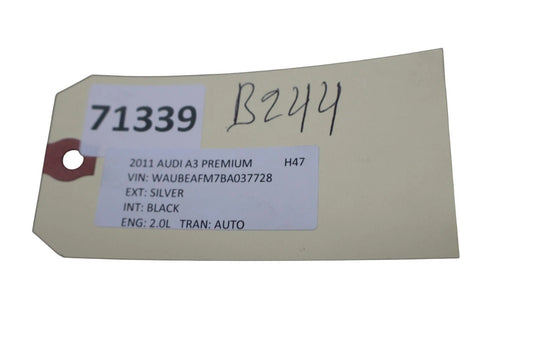 71339 B244
2011 AUDI A3 PREMIUM H47
VIN: WAUBEAFM7BA037728
EXT: SILVER
INT: BLACK
ENG: 2.0L TRAN: AUTO